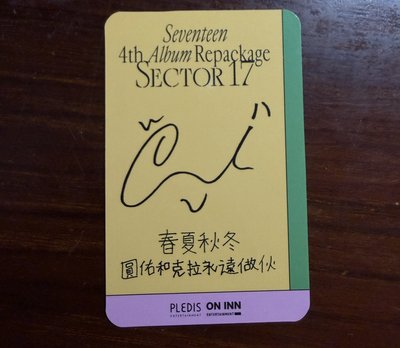 Seventeen
4th Album Repackage
SECTOR 17
春夏秋冬
圓佑和克拉永遠做伙
PLEDIS ON INN
ENTERTAINMENT ENTERTAINMENT